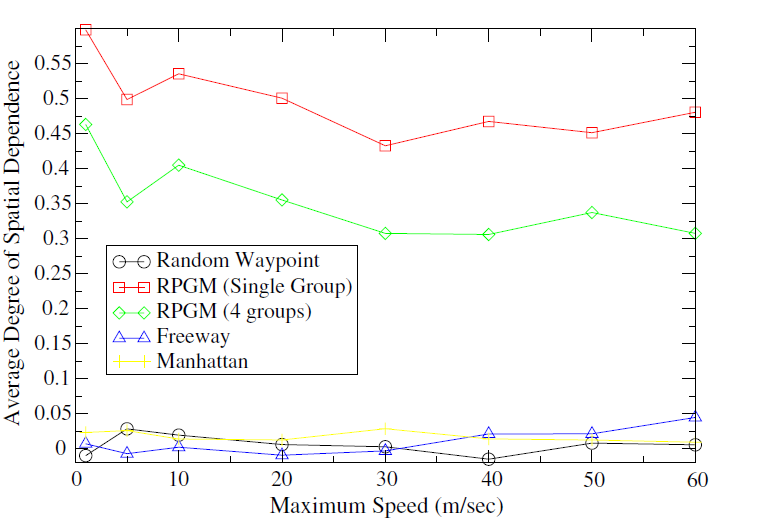 Average Degree of Spatial Dependence
0.55
0.5
0.45
0.4
0.35
0.3
0.25
0.2
0.15
0.1
0.05
0
Random Waypoint
RPGM (Single Group)
RPGM (4 groups)
Freeway
Manhattan
0 10 20 30 40 50 60
Maximum Speed (m/sec)